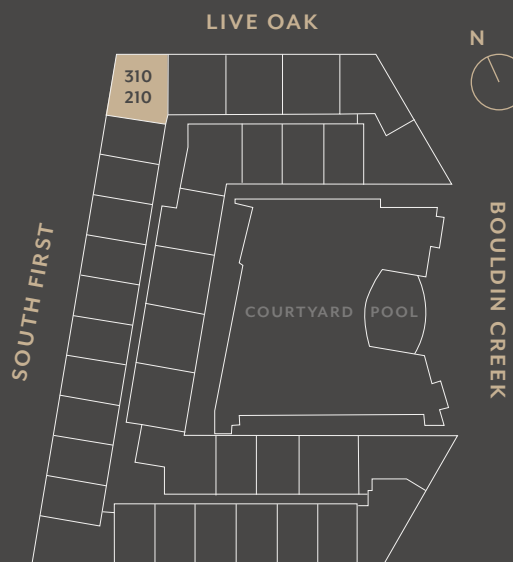 LIVE OAK
N
310
210
SOUTH FIRST
BOULDIN CREEK
COURTYARD
POOL